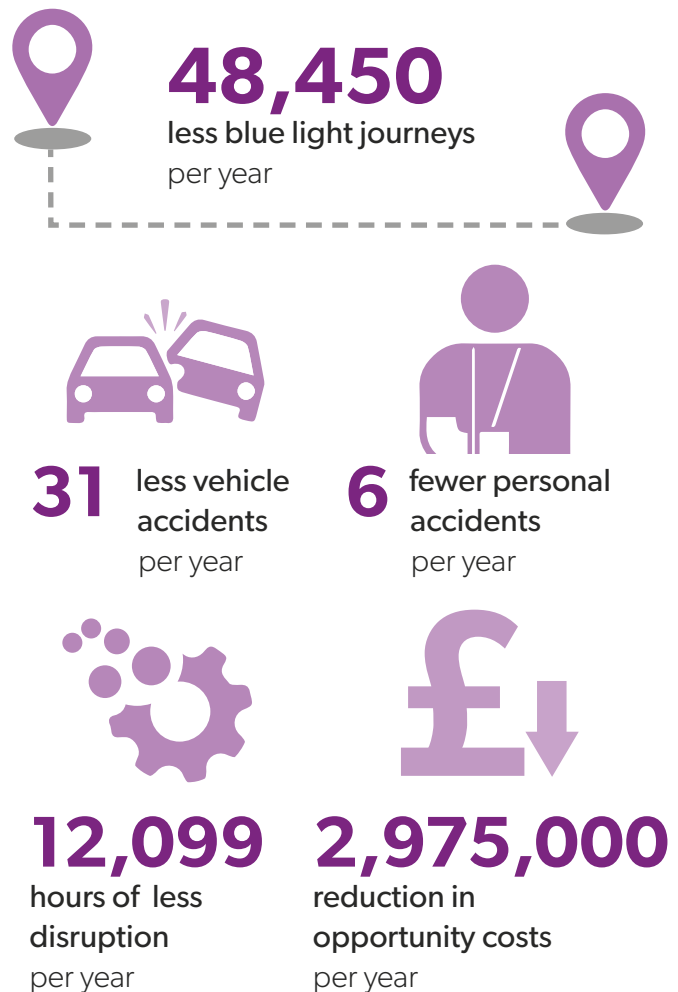 48,450
less blue light journeys
per year
31
less vehicle
accidents
per year
6
fewer personal
accidents
per year
£
12,099
hours of less
disruption
per year
2,975,000
reduction in
opportunity costs
per year